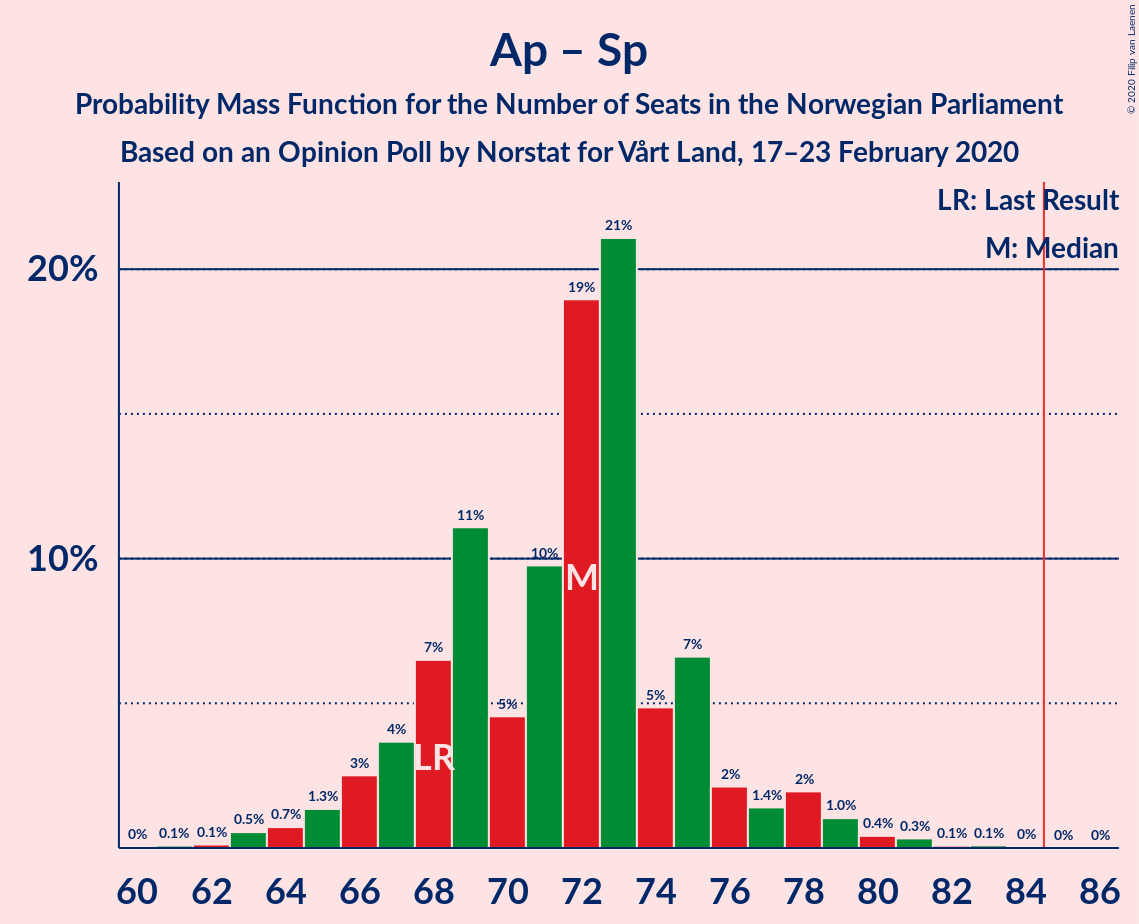 Ap – Sp
Probability Mass Function for the Number of Seats in the Norwegian Parliament
Based on an Opinion Poll by Norstat for Vårt Land, 17–23 February 2020
© 2020 Filip van Laenen
LR: Last Result
M: Median
20%
10%
0% 0.1% 0.1% 0.5% 0.7% 1.3% 3% 4% 7% 11% 5% 10% 19% 21% 5% 7% 2% 1.4% 2% 1.0% 0.4% 0.3% 0.1% 0.1% 0% 0% 0%
LR
M
60 62 64 66 68 70 72 74 76 78 80 82 84 86